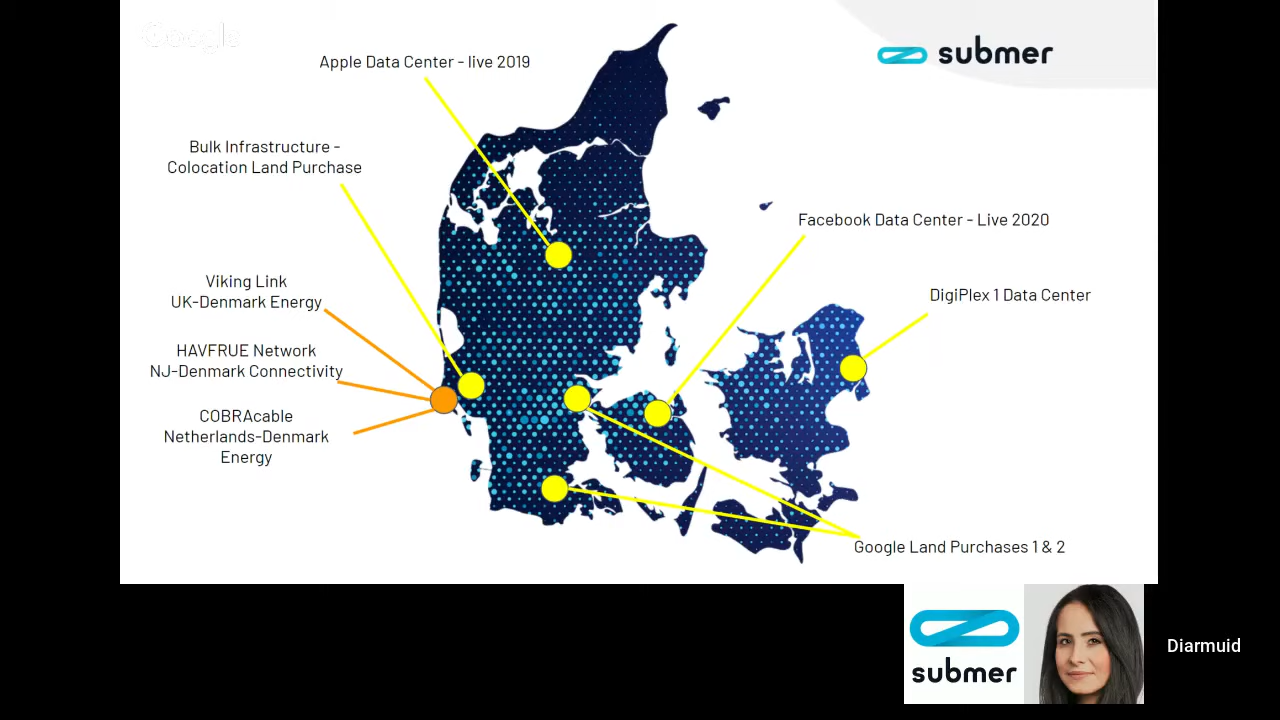 Google
submer
Apple Data Center - live 2019
Bulk Infrastructure -
Colocation Land Purchase
Facebook Data Center - Live 2020
Viking Link
UK-Denmark Energy
DigiPlex 1 Data Center
HAVFRUE Network
NJ-Denmark Connectivity
COBRAcable
Netherlands-Denmark
Energy
Google Land Purchases 1 & 2
submer
Diarmuid